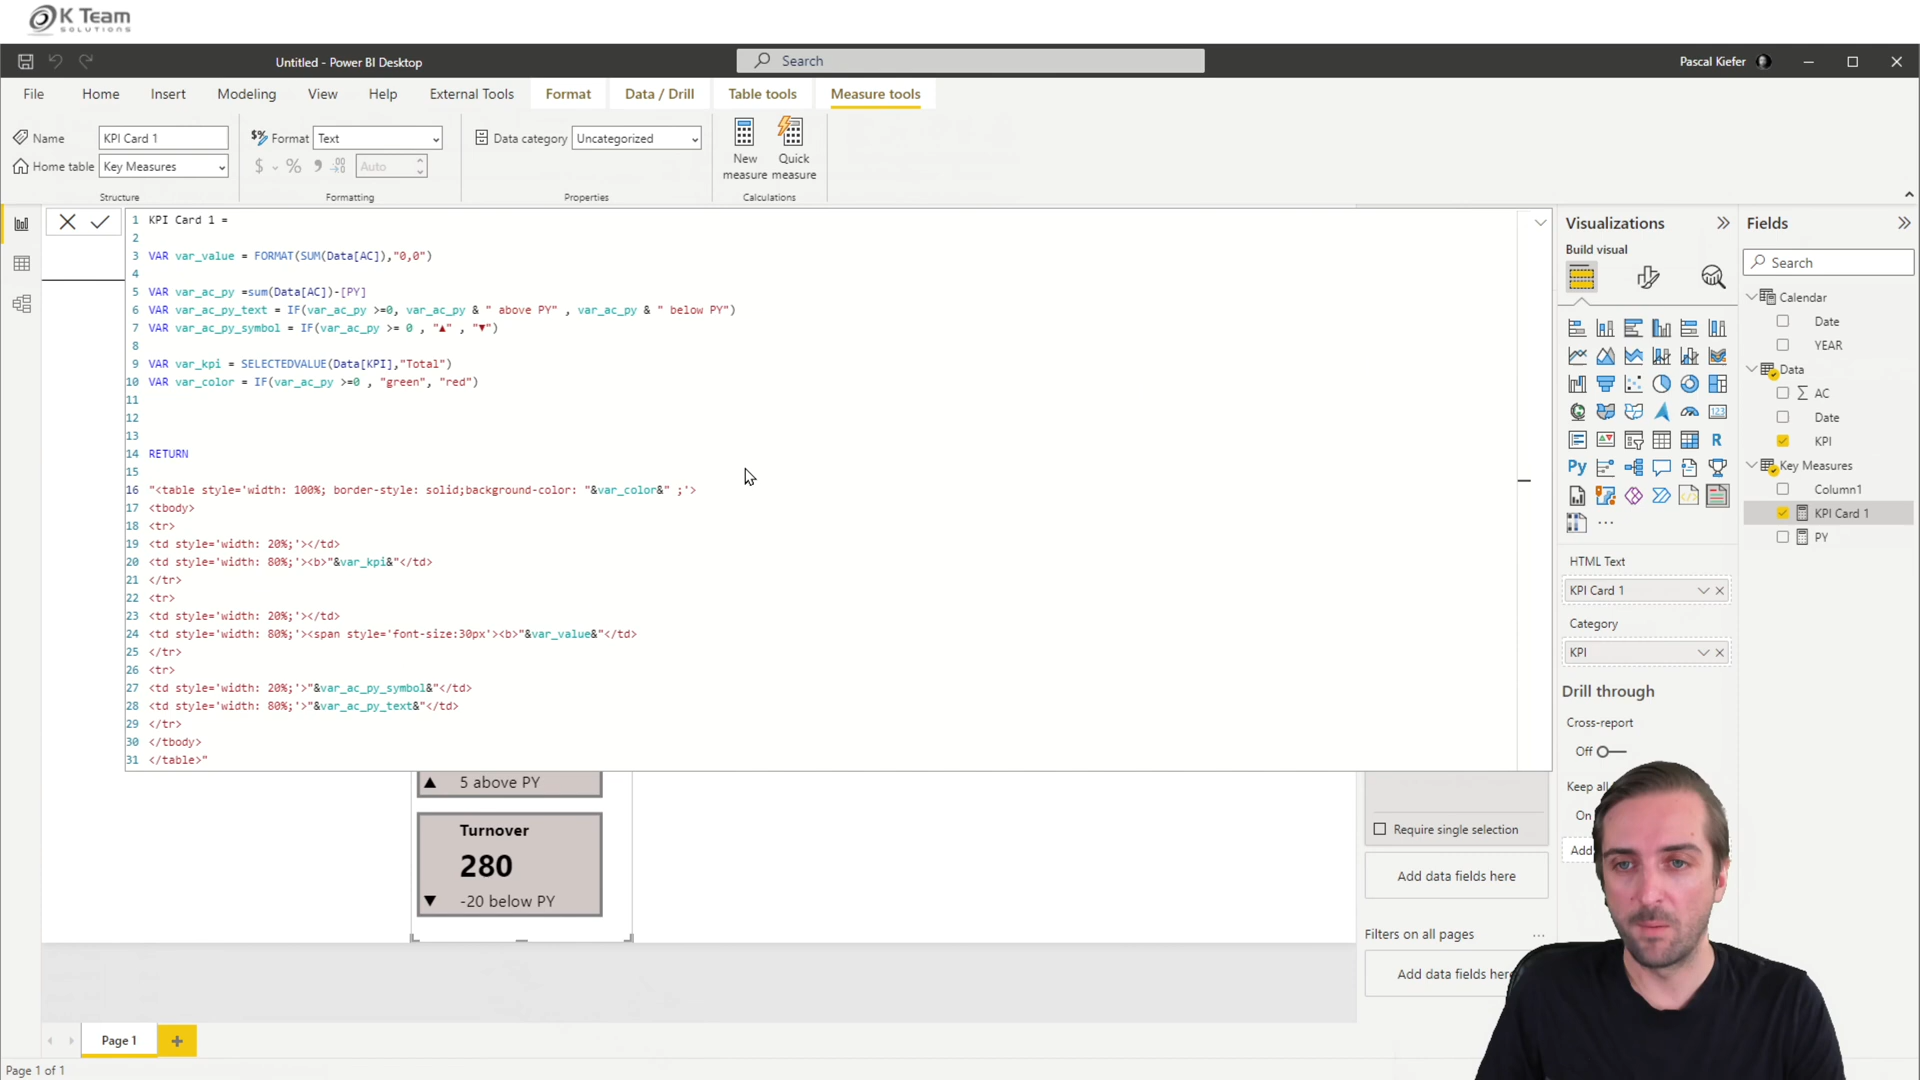 K Team
SOLUTIONS
Untitled - Power BI Desktop
Search
Pascal Kiefer
File
Home
Insert
Modeling
View
Help
External Tools
Format
Data / Drill
Table tools
Measure tools
Name
KPI Card 1
Format
Text
Data category
Uncategorized
New
measure
Quick
measure
Home table
Key Measures
$
%
Auto
Structure
Formatting
Properties
Calculations
1 KPI Card 1 =
2
3 VAR var_value = FORMAT(SUM(Data[AC]),"0,0")
4
5 VAR var_ac_py =sum(Data[AC])-[PY]
6 VAR var_ac_py_text = IF(var_ac_py >=0, var_ac_py & " above PY" , var_ac_py & " below PY")
7 VAR var_ac_py_symbol = IF(var_ac_py >= 0 , "▲" , "▼")
8
9 VAR var_kpi = SELECTEDVALUE(Data[KPI],"Total")
10 VAR var_color = IF(var_ac_py >=0 , "green", "red")
11
12
13
14 RETURN
15
16 "<table style='width: 100%; border-style: solid;background-color: "&var_color&" ;'>
17 <tbody>
18 <tr>
19 <td style='width: 20%;'></td>
20 <td style='width: 80%;'><b>"&var_kpi&"</td>
21 </tr>
22 <tr>
23 <td style='width: 20%;'></td>
24 <td style='width: 80%;'><span style='font-size:30px'><b>"&var_value&"</td>
25 </tr>
26 <tr>
27 <td style='width: 20%;'>"&var_ac_py_symbol&"</td>
28 <td style='width: 80%;'>"&var_ac_py_text&"</td>
29 </tr>
30 </tbody>
31 </table>"
▲ 5 above PY
Turnover
280
▼ -20 below PY
Require single selection
Add data fields here
Filters on all pages
...
Add data fields here
Visualizations
Build visual
R
Py
123
...
HTML Text
KPI Card 1
Category
KPI
Drill through
Cross-report
Off
Keep all
On
Add
Fields
Search
Calendar
Date
YEAR
Data
∑ AC
Date
KPI
Key Measures
Column1
KPI Card 1
PY
Page 1
Page 1 of 1